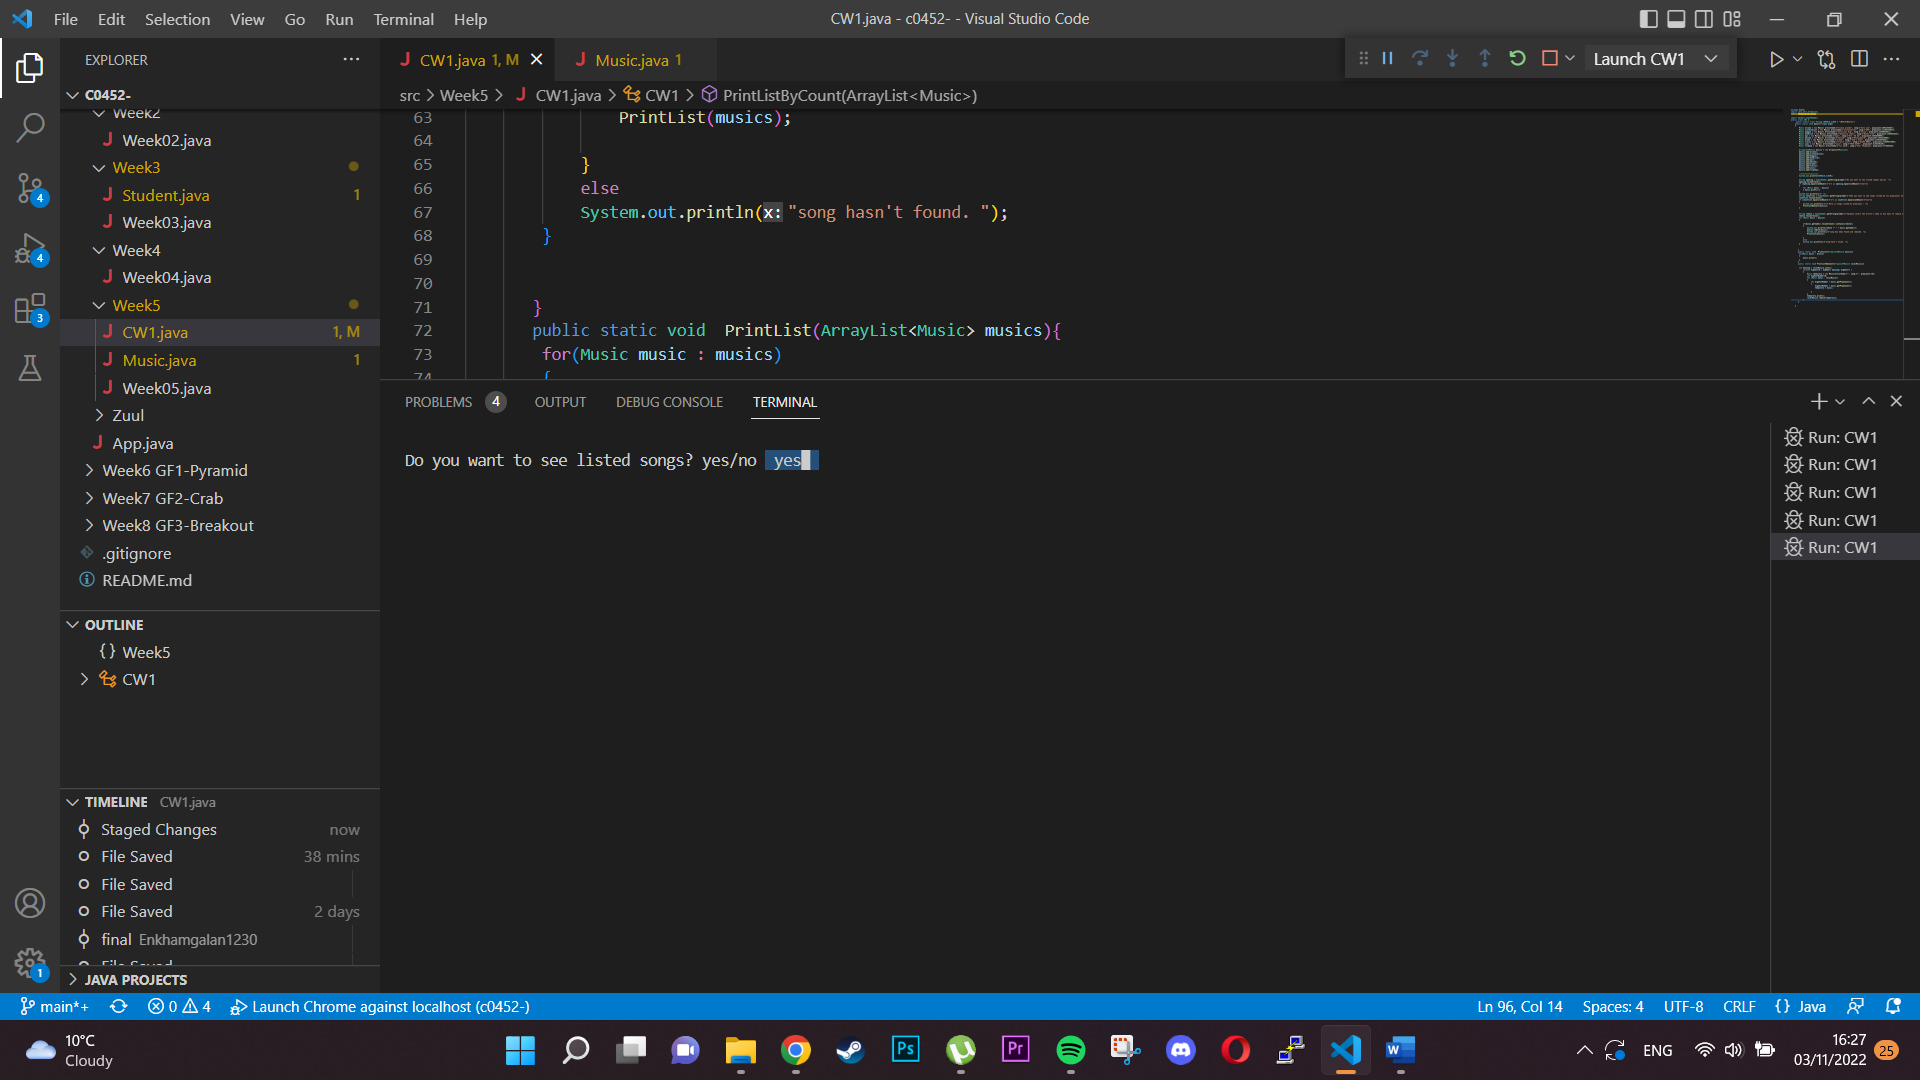 File Edit Selection View Go Run Terminal Help
CW1.java - c0452- - Visual Studio Code
EXPLORER
C0452-
Week2
Week02.java
Week3
Student.java 1
Week03.java
Week4
Week04.java
Week5
CW1.java 1, M
Music.java 1
Week05.java
Zuul
App.java
Week6 GF1-Pyramid
Week7 GF2-Crab
Week8 GF3-Breakout
.gitignore
README.md
OUTLINE
{} Week5
CW1
TIMELINE CW1.java
Staged Changes now
File Saved 38 mins
File Saved
File Saved 2 days
final Enkhamgalan1230
File Saved
JAVA PROJECTS
4
4
3
1
CW1.java 1, M
Music.java 1
Launch CW1
src > Week5 > CW1.java > CW1 > PrintListByCount(ArrayList<Music>)
63 PrintList(musics);
64
65 }
66 else
67 System.out.println(x: "song hasn't found. ");
68 }
69
70
71 }
72 public static void PrintList(ArrayList<Music> musics){
73 for(Music music : musics)
74 {
PROBLEMS 4 OUTPUT DEBUG CONSOLE TERMINAL
Do you want to see listed songs? yes/no yes
Run: CW1
Run: CW1
Run: CW1
Run: CW1
Run: CW1
main*+ 0 4 Launch Chrome against localhost (c0452-)
Ln 96, Col 14 Spaces: 4 UTF-8 CRLF {} Java
10°C
Cloudy
Ps
Pr
W
ENG
16:27
03/11/2022
25